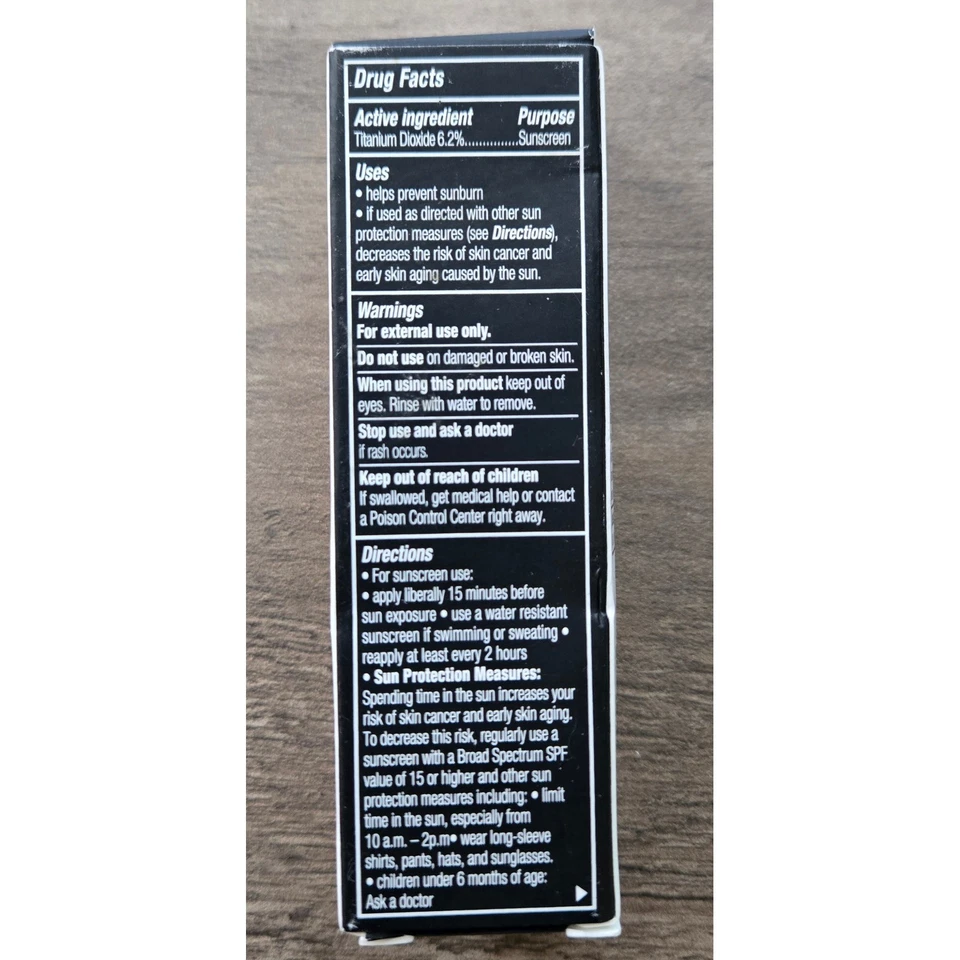 Drug Facts
Active ingredient Purpose
Titanium Dioxide 6.2%...............Sunscreen
Uses
• helps prevent sunburn
• if used as directed with other sun
protection measures (see Directions),
decreases the risk of skin cancer and
early skin aging caused by the sun.
Warnings
For external use only.
Do not use on damaged or broken skin.
When using this product keep out of
eyes. Rinse with water to remove.
Stop use and ask a doctor
if rash occurs.
Keep out of reach of children
If swallowed, get medical help or contact
a Poison Control Center right away.
Directions
• For sunscreen use:
• apply liberally 15 minutes before
sun exposure • use a water resistant
sunscreen if swimming or sweating •
reapply at least every 2 hours
• Sun Protection Measures:
Spending time in the sun increases your
risk of skin cancer and early skin aging.
To decrease this risk, regularly use a
sunscreen with a Broad Spectrum SPF
value of 15 or higher and other sun
protection measures including: • limit
time in the sun, especially from
10 a.m. – 2p.m• wear long-sleeve
shirts, pants, hats, and sunglasses.
• children under 6 months of age:
Ask a doctor